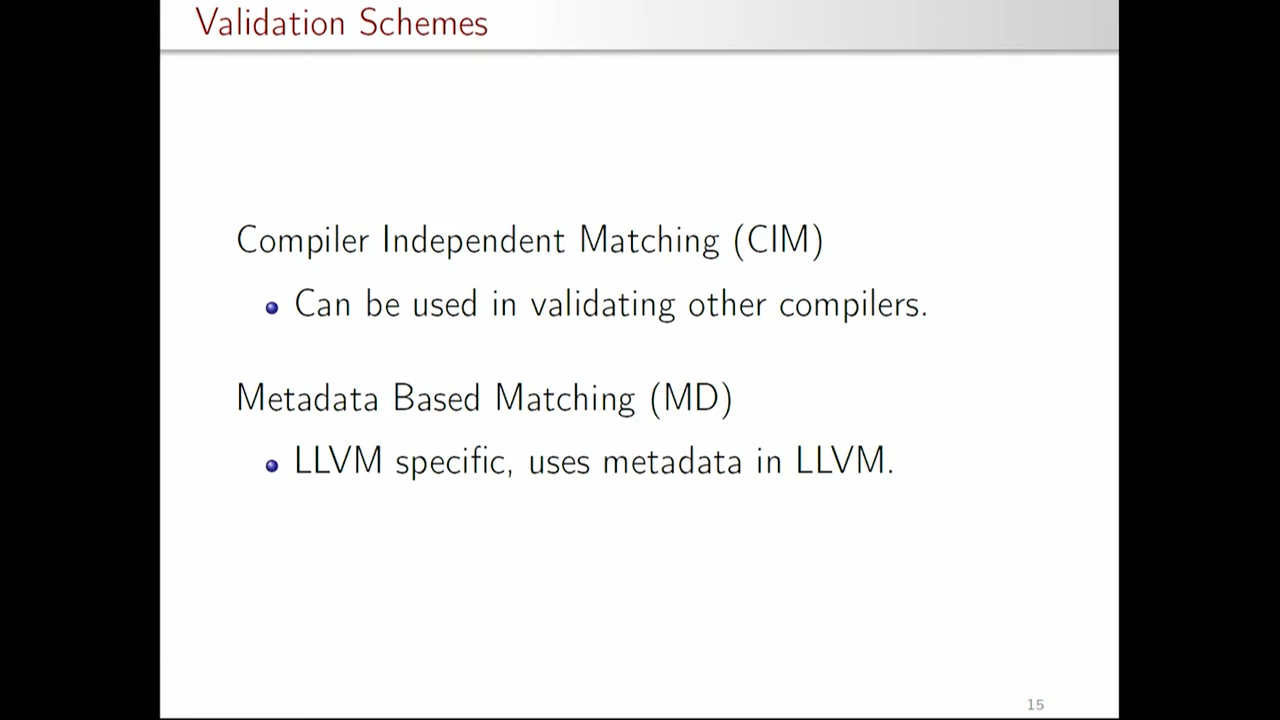 Validation Schemes
Compiler Independent Matching (CIM)
Can be used in validating other compilers.
Metadata Based Matching (MD)
LLVM specific, uses metadata in LLVM.
15